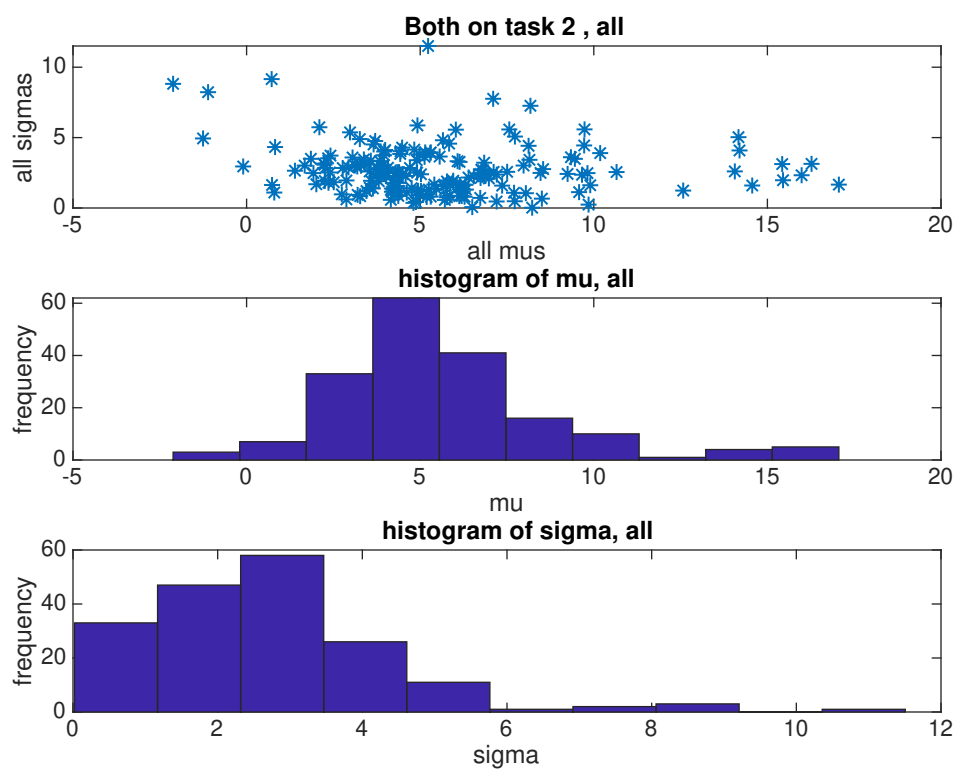 Both on task 2 , all
10
5
0
all sigmas
-5 0 5 10 15 20
all mus
histogram of mu, all
60
40
20
0
frequency
-5 0 5 10 15 20
mu
histogram of sigma, all
60
40
20
0
frequency
0 2 4 6 8 10 12
sigma